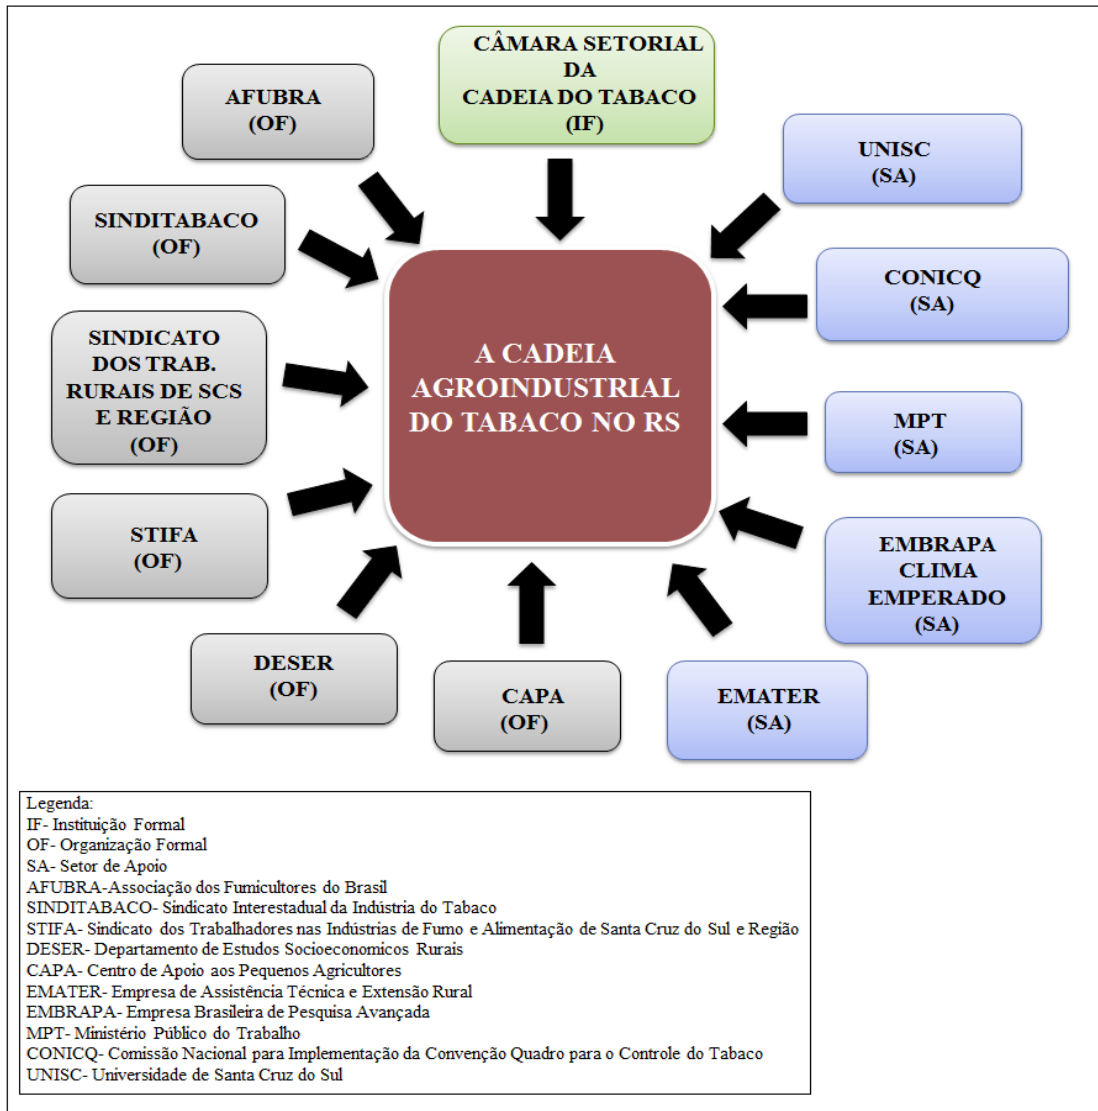 CÂMARA SETORIAL
DA
CADEIA DO TABACO
(IF)
AFUBRA
(OF)
UNISC
(SA)
SINDITABACO
(OF)
CONICQ
(SA)
SINDICATO
DOS TRAB.
RURAIS DE SCS
E REGIÃO
(OF)
A CADEIA
AGROINDUSTRIAL
DO TABACO NO RS
MPT
(SA)
STIFA
(OF)
EMBRAPA
CLIMA
EMPERADO
(SA)
DESER
(OF)
CAPA
(OF)
EMATER
(SA)
Legenda:
IF- Instituição Formal
OF- Organização Formal
SA- Setor de Apoio
AFUBRA-Associação dos Fumicultores do Brasil
SINDITABACO- Sindicato Interestadual da Indústria do Tabaco
STIFA- Sindicato dos Trabalhadores nas Indústrias de Fumo e Alimentação de Santa Cruz do Sul e Região
DESER- Departamento de Estudos Socioeconomicos Rurais
CAPA- Centro de Apoio aos Pequenos Agricultores
EMATER- Empresa de Assistência Técnica e Extensão Rural
EMBRAPA- Empresa Brasileira de Pesquisa Avançada
MPT- Ministério Público do Trabalho
CONICQ- Comissão Nacional para Implementação da Convenção Quadro para o Controle do Tabaco
UNISC- Universidade de Santa Cruz do Sul